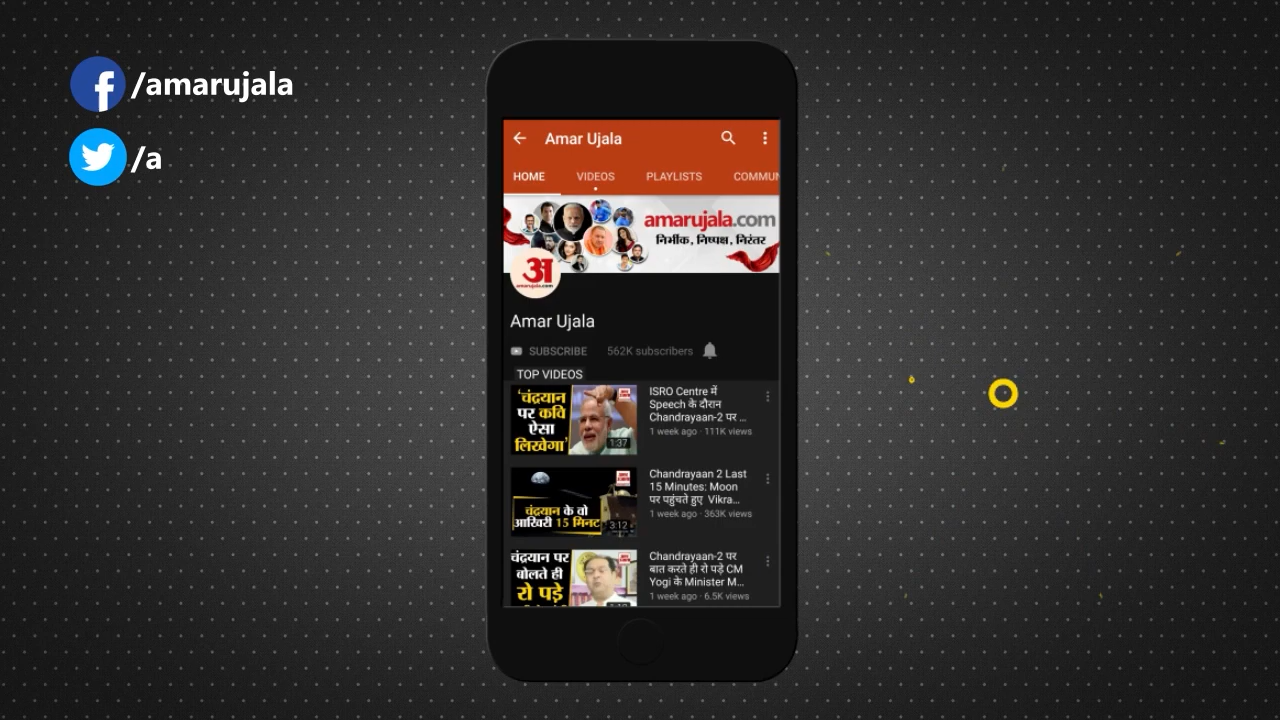 /amarujala
/a
Amar Ujala
HOME VIDEOS PLAYLISTS COMMUN
amarujala.com
निर्भीक, निष्पक्ष, निरंतर
अ
amarujala.com
Amar Ujala
SUBSCRIBE 562K subscribers
TOP VIDEOS
'चंद्रयान
पर कवि
ऐसा
लिखेगा'
1:37
ISRO Centre में
Speech के दौरान
Chandrayaan-2 पर ...
1 week ago · 111K views
चंद्रयान के वो
आखिरी 15 मिनट
3:12
Chandrayaan 2 Last
15 Minutes: Moon
पर पहुंचते हुए Vikra...
1 week ago · 363K views
चंद्रयान पर
बोलते ही
रो पड़े
Chandrayaan-2 पर
बात करते ही रो पड़े CM
Yogi के Minister M...
1 week ago · 6.5K views